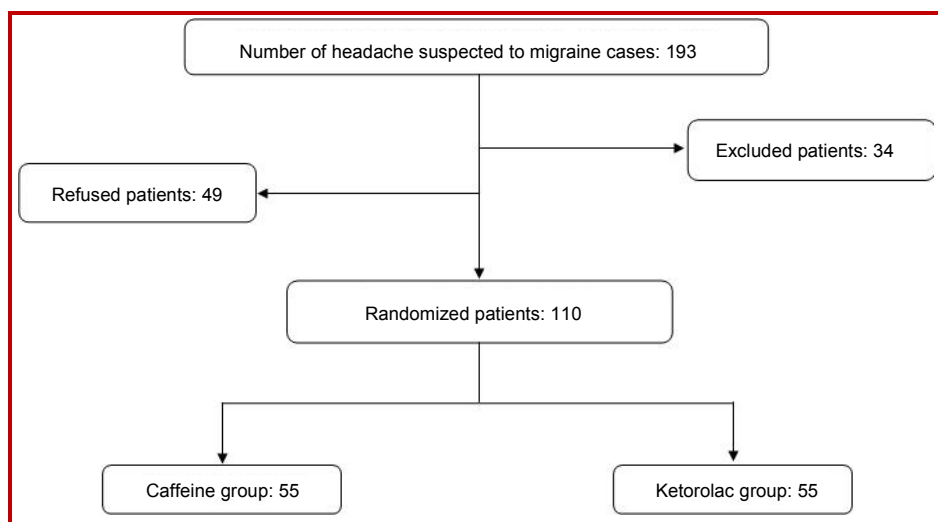 Number of headache suspected to migraine cases: 193
Excluded patients: 34
Refused patients: 49
Randomized patients: 110
Caffeine group: 55
Ketorolac group: 55